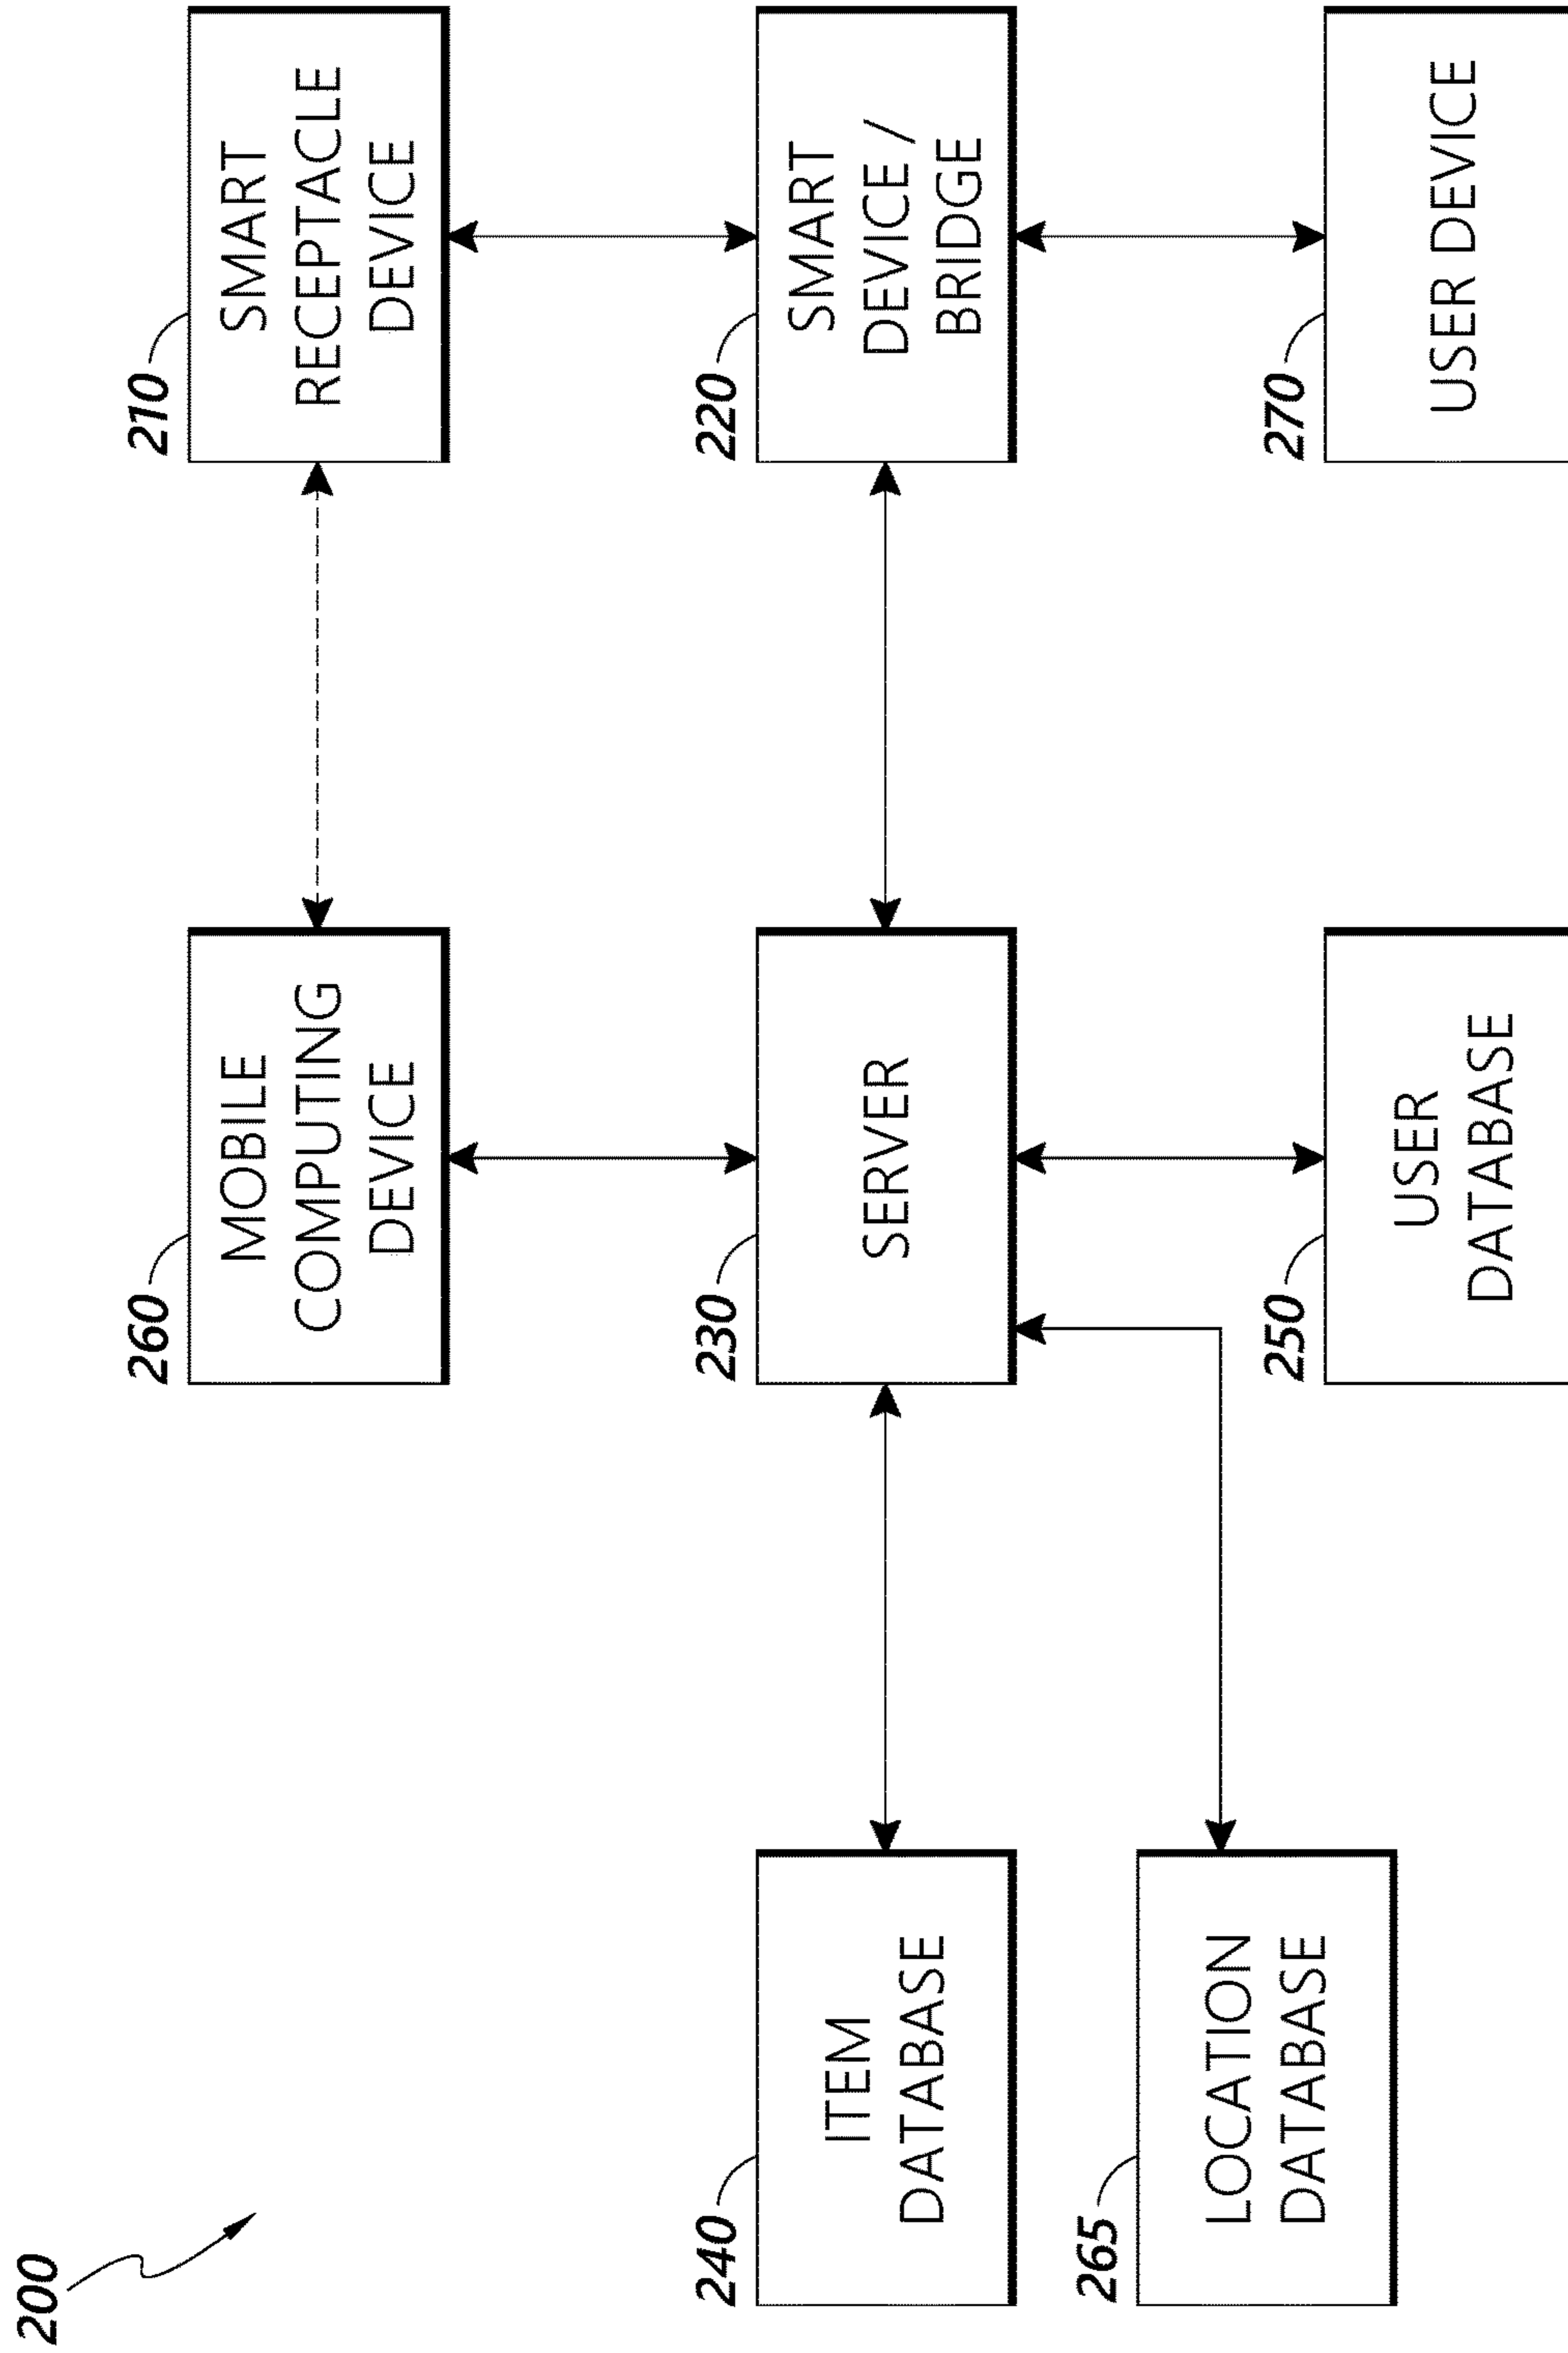 200
260
MOBILE
COMPUTING
DEVICE
210
SMART
RECEPTACLE
DEVICE
240
ITEM
DATABASE
230
SERVER
220
SMART
DEVICE /
BRIDGE
265
LOCATION
DATABASE
250
USER
DATABASE
270
USER DEVICE